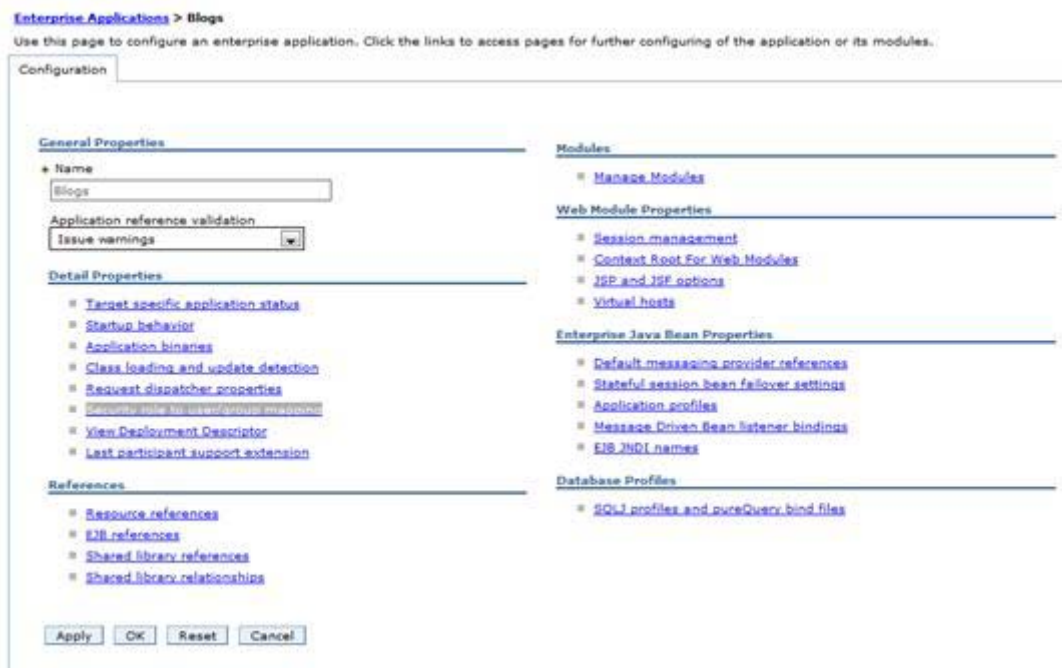 Enterprise Applications > Blogs
Use this page to configure an enterprise application. Click the links to access pages for further configuring of the application or its modules.
Configuration
General Properties
Name
Blogs
Application reference validation
Issue warnings
Detail Properties
Target specific application status
Startup behavior
Application binaries
Class loading and update detection
Request dispatcher properties
Security role to user/group mapping
View Deployment Descriptor
Last participant support extension
References
Resource references
EJB references
Shared library references
Shared library relationships
Modules
Manage Modules
Web Module Properties
Session management
Context Root For Web Modules
JSP and JSF options
Virtual hosts
Enterprise Java Bean Properties
Default messaging provider references
Stateful session bean failover settings
Application profiles
Message Driven Bean listener bindings
EJB JNDI names
Database Profiles
SQLJ profiles and pureQuery bind files
Apply OK Reset Cancel